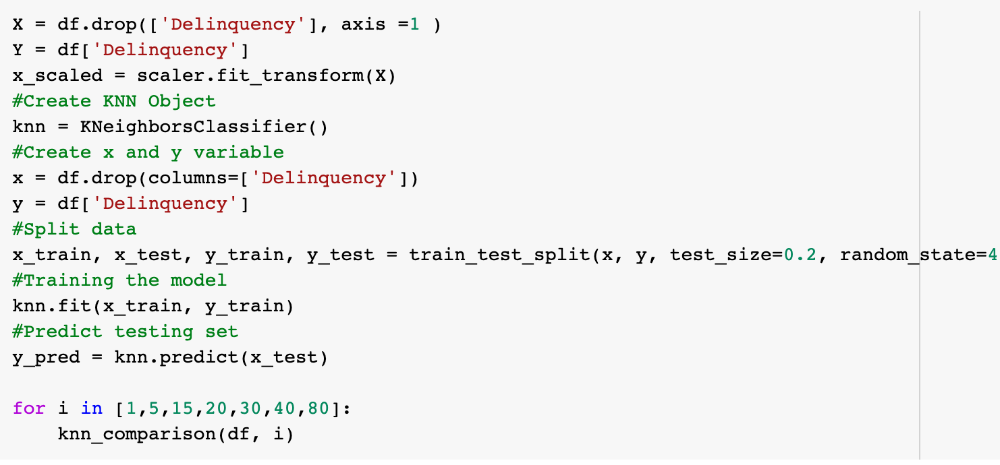 X = df.drop(['Delinquency'], axis =1 )
Y = df['Delinquency']
x_scaled = scaler.fit_transform(X)
#Create KNN Object
knn = KNeighborsClassifier()
#Create x and y variable
x = df.drop(columns=['Delinquency'])
y = df['Delinquency']
#Split data
x_train, x_test, y_train, y_test = train_test_split(x, y, test_size=0.2, random_state=4
#Training the model
knn.fit(x_train, y_train)
#Predict testing set
y_pred = knn.predict(x_test)
for i in [1,5,15,20,30,40,80]:
    knn_comparison(df, i)